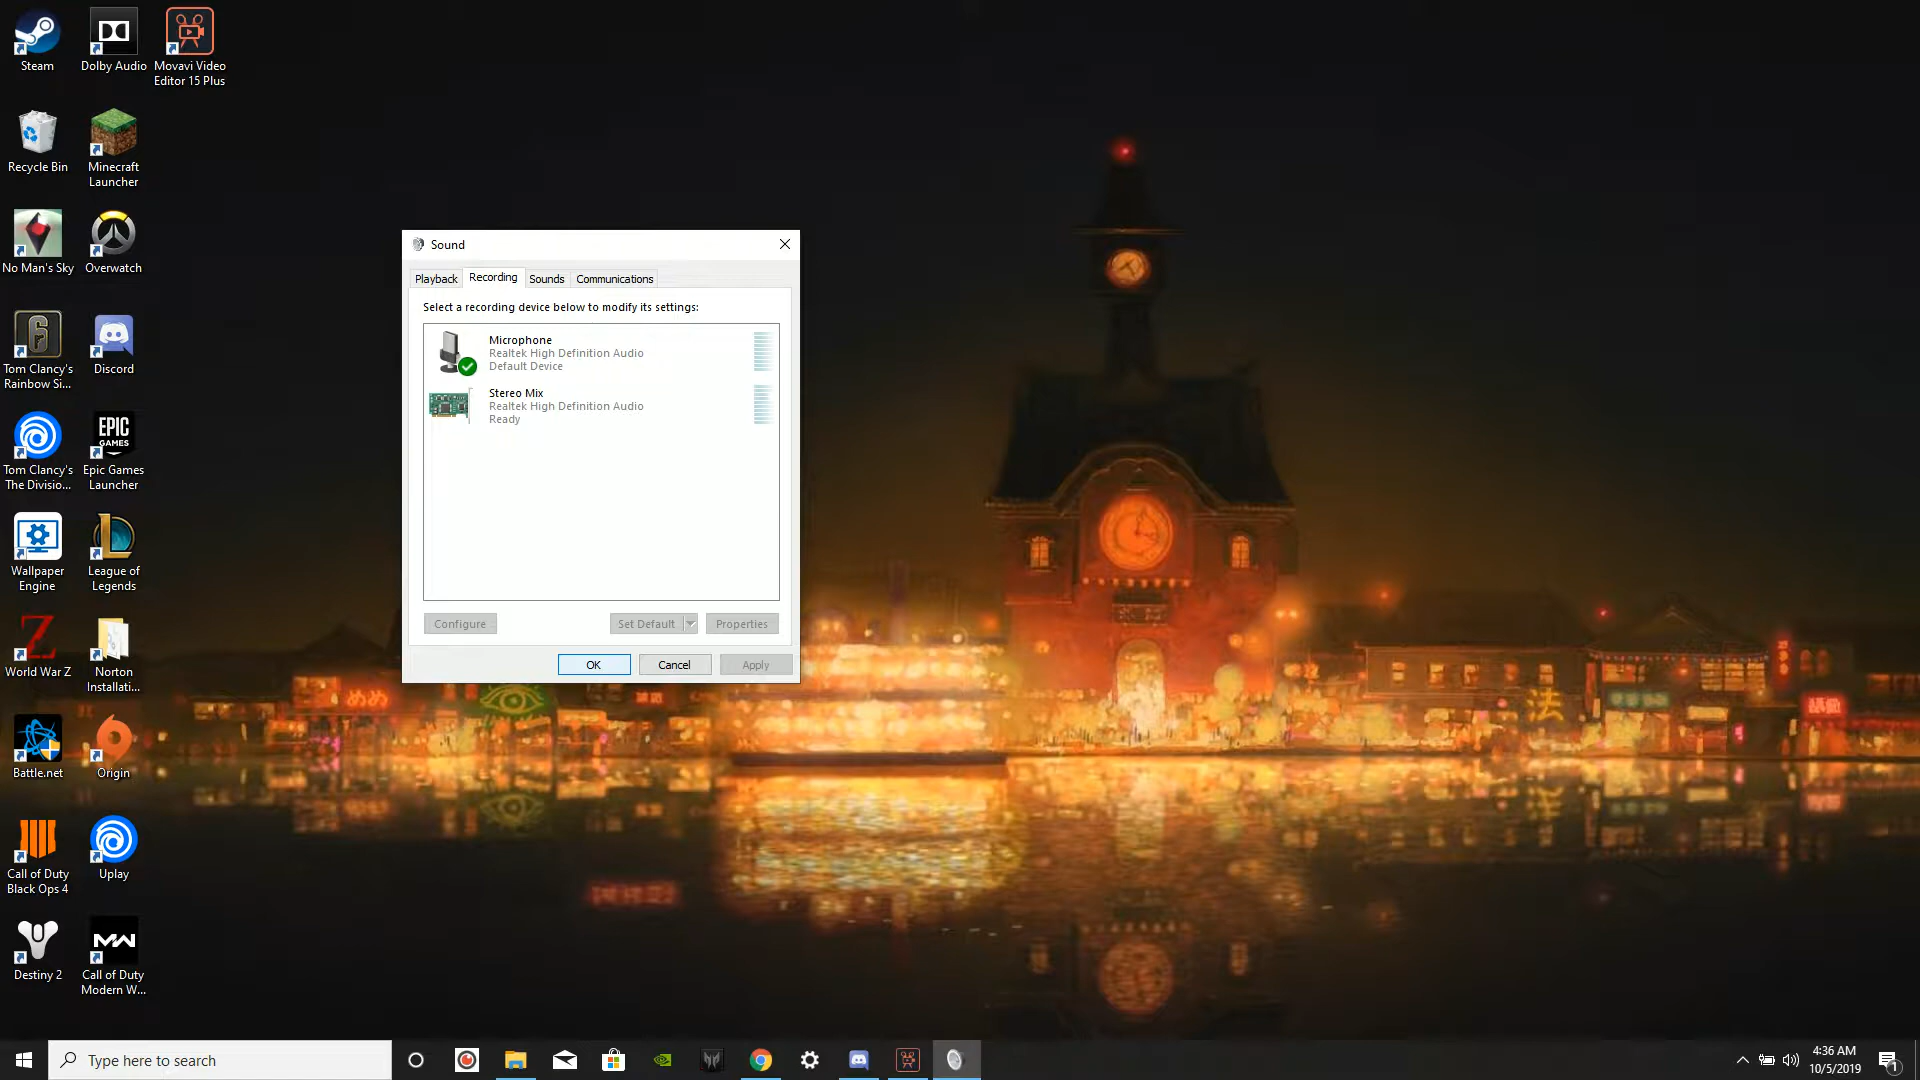 Steam
Dolby Audio
Movavi Video
Editor 15 Plus
Recycle Bin
Minecraft
Launcher
No Man's Sky
Overwatch
Tom Clancy's
Rainbow Si...
Discord
Tom Clancy's
The Divisio...
EPIC
GAMES
Epic Games
Launcher
Wallpaper
Engine
League of
Legends
World War Z
Norton
Installati...
Battle.net
Origin
Call of Duty
Black Ops 4
Uplay
Destiny 2
Call of Duty
Modern W...
Sound
Playback
Recording
Sounds
Communications
Select a recording device below to modify its settings:
Microphone
Realtek High Definition Audio
Default Device
Stereo Mix
Realtek High Definition Audio
Ready
Configure
Set Default
Properties
OK
Cancel
Apply
めめ
法
Type here to search
4:36 AM
10/5/2019
1